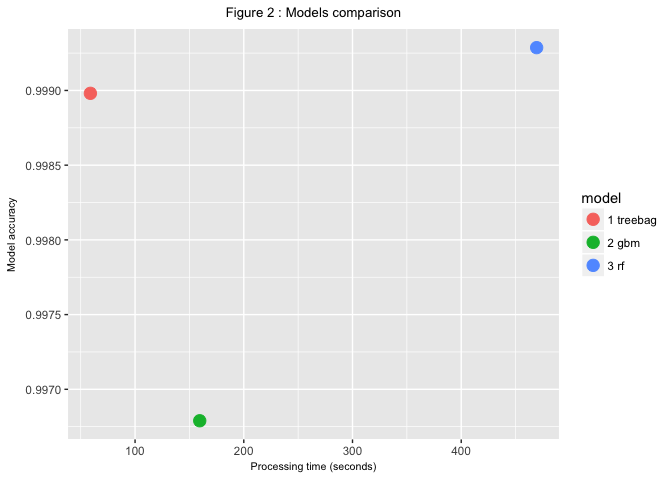 Figure 2 : Models comparison
0.9990
0.9985
0.9980
0.9975
0.9970
Model accuracy
100
200
300
400
Processing time (seconds)
model
1 treebag
2 gbm
3 rf